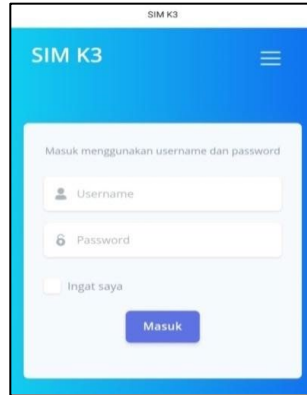 SIM K3
SIM K3
Masuk menggunakan username dan password
Username
Password
Ingat saya
Masuk